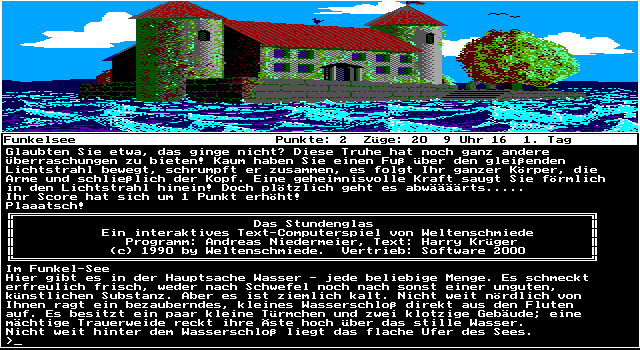 Funkelsee Punkte: 2 Züge: 20 9 Uhr 16 1. Tag
Glaubten Sie etwa, das ginge nicht? Diese Truhe hat noch ganz andere
Überraschungen zu bieten! Kaum haben Sie einen Fuß über den gleißenden
Lichtstrahl bewegt, schrumpft er zusammen, es folgt Ihr ganzer Körper, die
Arme und schließlich der Kopf. Eine geheimnisvolle Kraft saugt Sie förmlich
in den Lichtstrahl hinein! Doch plötzlich geht es abwääääärts.....
Ihr Score hat sich um 1 Punkt erhöht!
Plaaatsch!
Das Stundenglas
Ein interaktives Text-Computerspiel von Weltenschmiede
Programm: Andreas Niedermeier, Text: Harry Krüger
(c) 1990 by Weltenschmiede. Vertrieb: Software 2000
Im Funkel-See
Hier gibt es in der Hauptsache Wasser - jede beliebige Menge. Es schmeckt
erfreulich frisch, weder nach Schwefel noch nach sonst einer unguten,
künstlichen Substanz. Aber es ist ziemlich kalt. Nicht weit nördlich von
Ihnen ragt ein bezauberndes, kleines Wasserschloß direkt aus den Fluten
auf. Es besitzt ein paar kleine Türmchen und zwei klotzige Gebäude; eine
mächtige Trauerweide reckt ihre Äste hoch über das stille Wasser.
Nicht weit hinter dem Wasserschloß liegt das flache Ufer des Sees.
>_